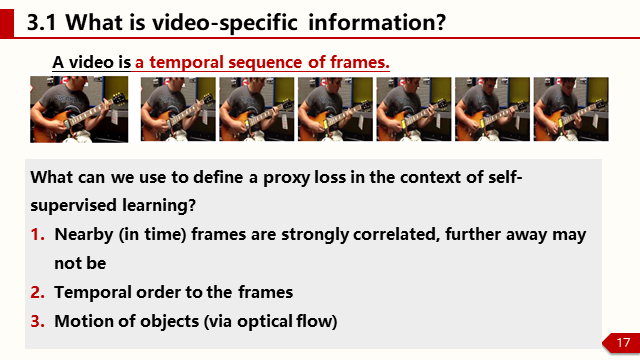 3.1 What is video-specific information?
A video is a temporal sequence of frames.
What can we use to define a proxy loss in the context of self-
supervised learning?
1. Nearby (in time) frames are strongly correlated, further away may
not be
2. Temporal order to the frames
3. Motion of objects (via optical flow)
17